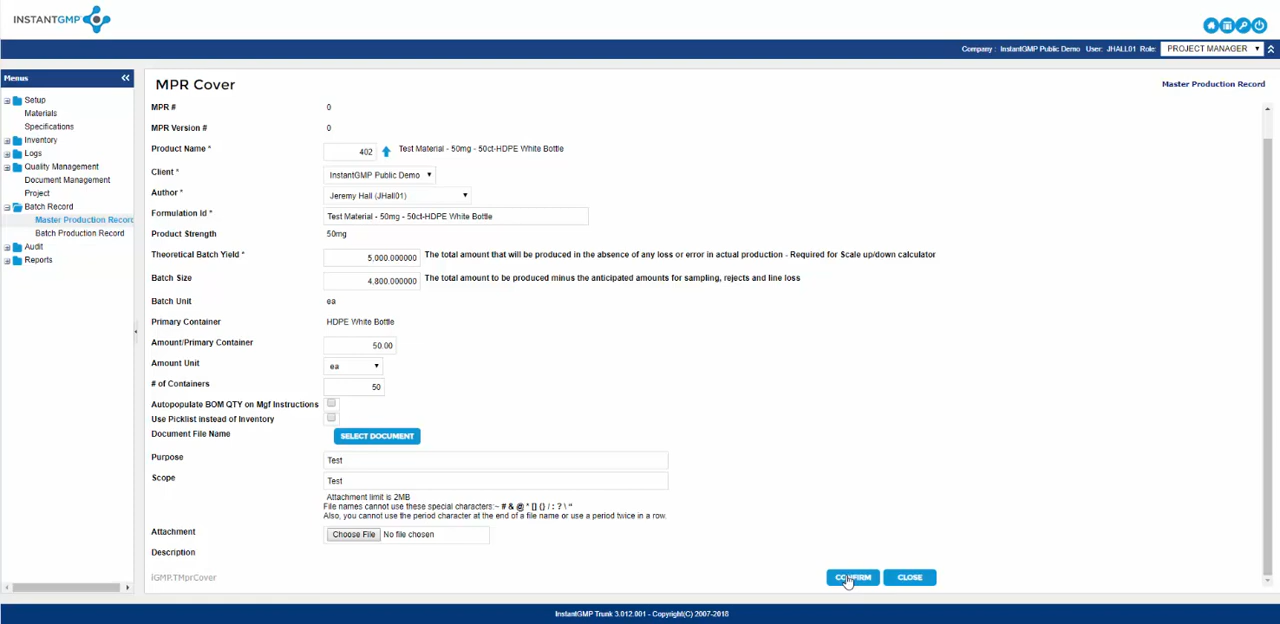 INSTANTGMP
Company : InstantGMP Public Demo User: JHALL01 Role: PROJECT MANAGER
Menus
Setup
Materials
Specifications
Inventory
Logs
Quality Management
Document Management
Project
Batch Record
Master Production Record
Batch Production Record
Audit
Reports
MPR Cover
Master Production Record
MPR # 0
MPR Version # 0
Product Name * 402 Test Material - 50mg - 50ct-HDPE White Bottle
Client * InstantGMP Public Demo
Author * Jeremy Hall (JHall01)
Formulation Id * Test Material - 50mg - 50ct-HDPE White Bottle
Product Strength 50mg
Theoretical Batch Yield * 5,000.000000 The total amount that will be produced in the absence of any loss or error in actual production - Required for Scale up/down calculator
Batch Size 4,800.000000 The total amount to be produced minus the anticipated amounts for sampling, rejects and line loss
Batch Unit ea
Primary Container HDPE White Bottle
Amount/Primary Container 50.00
Amount Unit ea
# of Containers 50
Autopopulate BOM QTY on Mgf Instructions
Use Picklist instead of Inventory
Document File Name SELECT DOCUMENT
Purpose Test
Scope Test
Attachment limit is 2MB
File names cannot use these special characters:~ # & @ * [] {} / : ? \ "
Also, you cannot use the period character at the end of a file name or use a period twice in a row.
Attachment Choose File No file chosen
Description
iGMP.TMprCover CONFIRM CLOSE
InstantGMP Trunk 3.012.001 - Copyright(C) 2007-2018